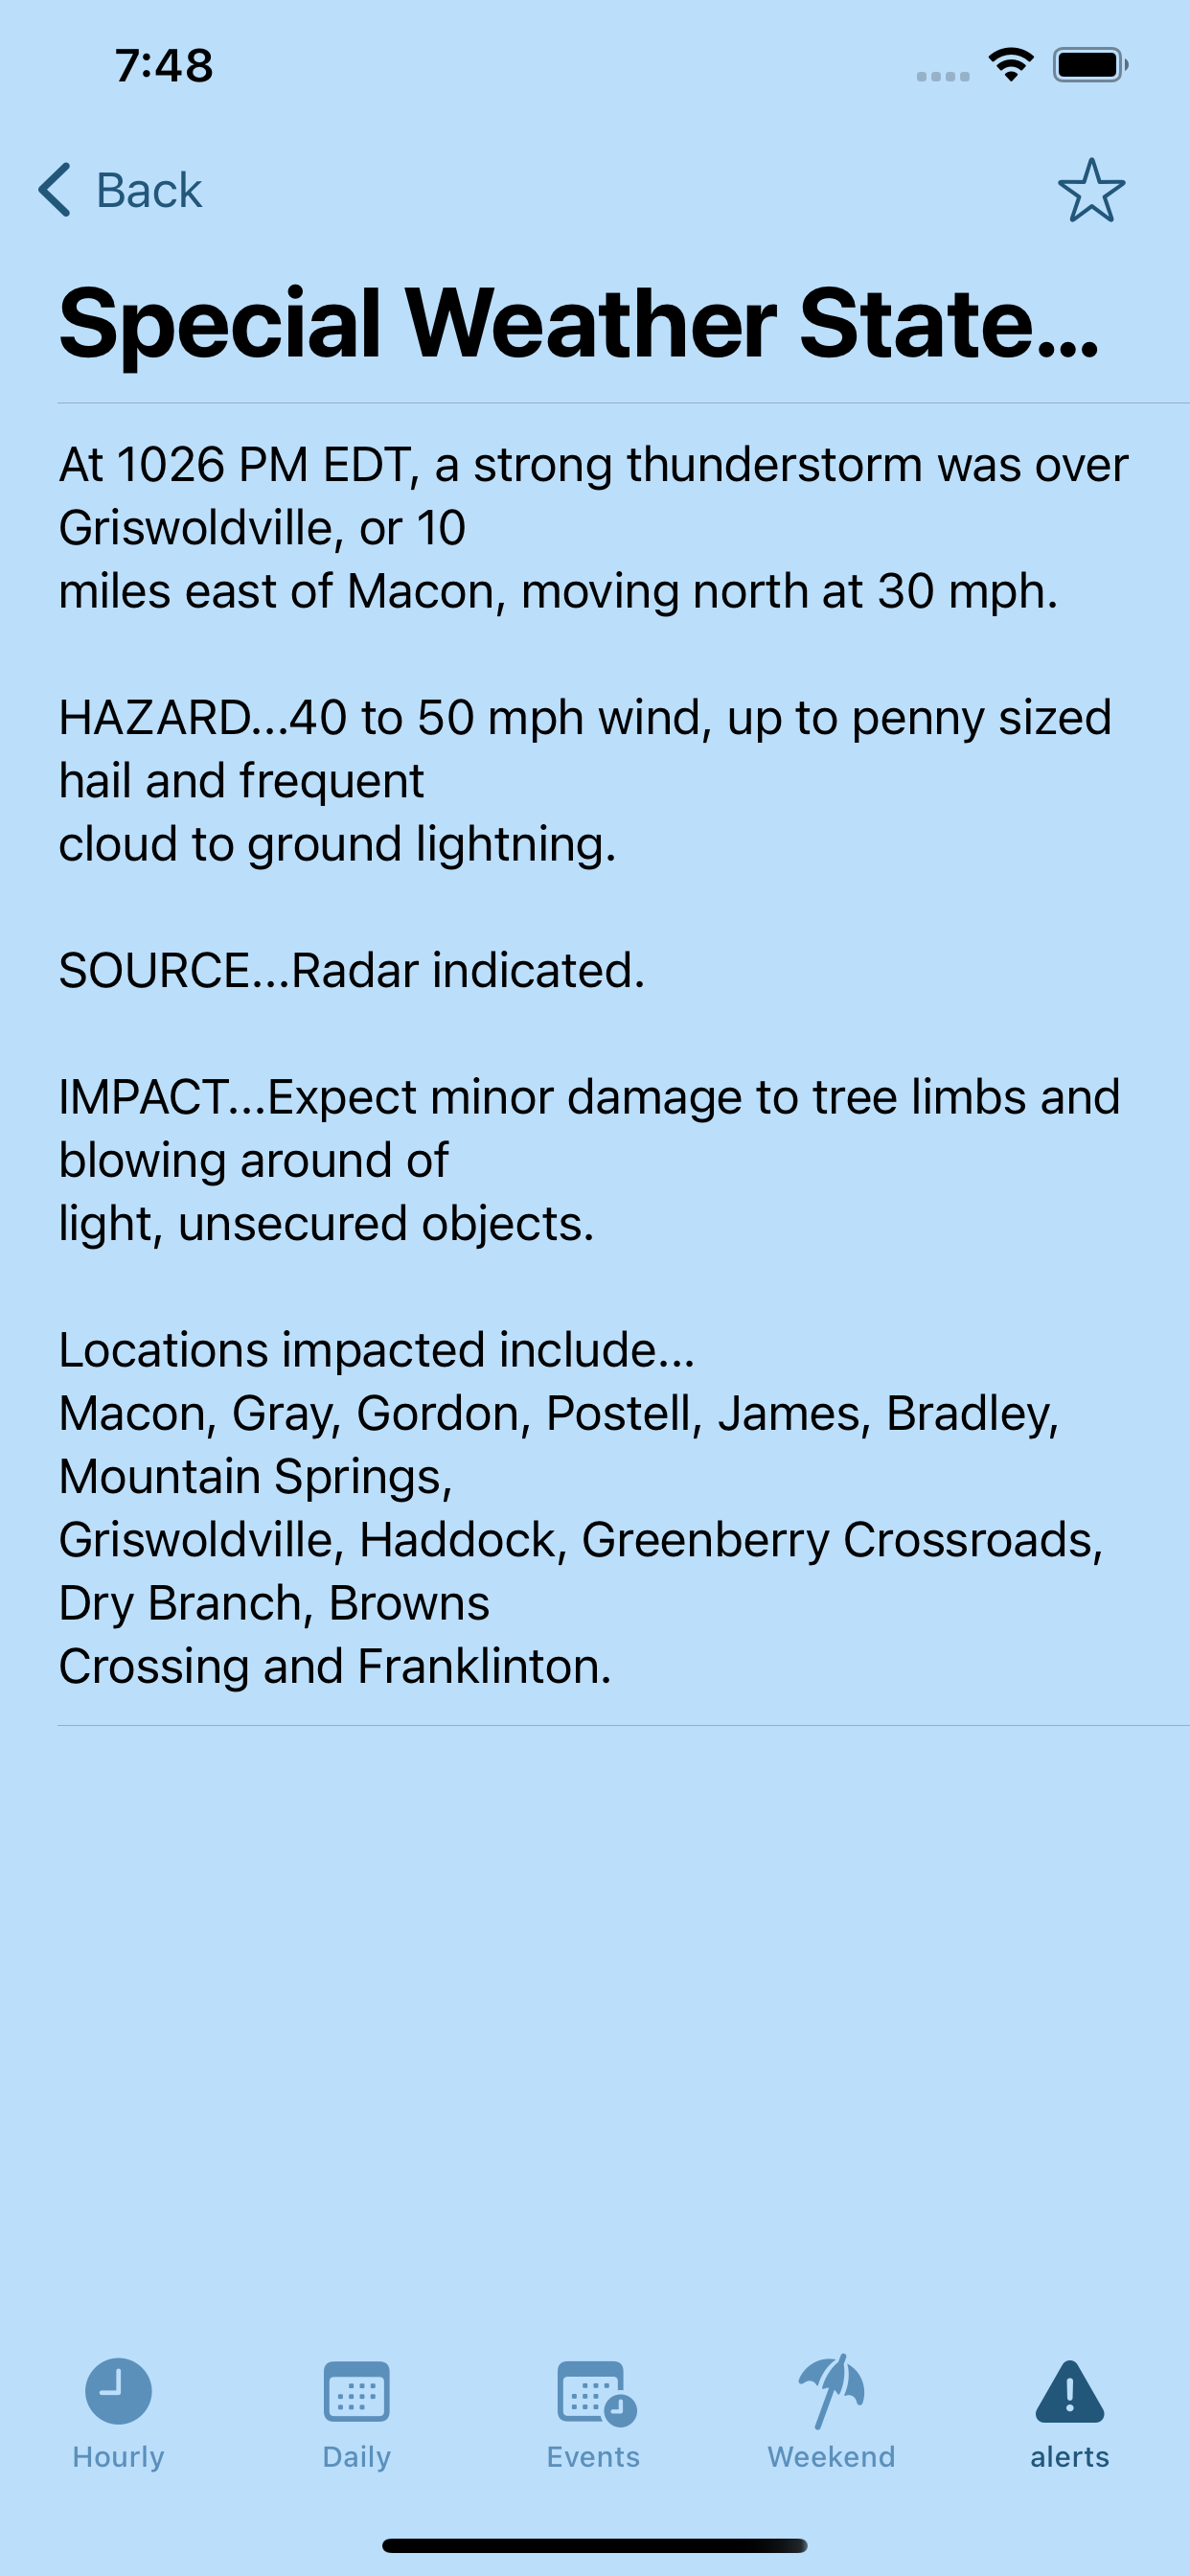 7:48
Back
Special Weather State...
At 1026 PM EDT, a strong thunderstorm was over
Griswoldville, or 10
miles east of Macon, moving north at 30 mph.
HAZARD...40 to 50 mph wind, up to penny sized
hail and frequent
cloud to ground lightning.
SOURCE...Radar indicated.
IMPACT...Expect minor damage to tree limbs and
blowing around of
light, unsecured objects.
Locations impacted include...
Macon, Gray, Gordon, Postell, James, Bradley,
Mountain Springs,
Griswoldville, Haddock, Greenberry Crossroads,
Dry Branch, Browns
Crossing and Franklinton.
Hourly Daily Events Weekend alerts